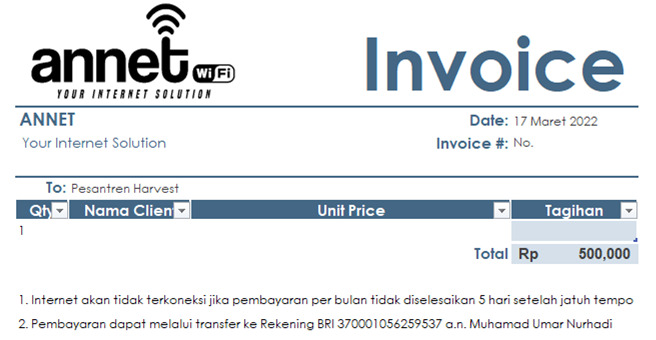 annet WiFi
YOUR INTERNET SOLUTION
Invoice
ANNET
Your Internet Solution
Date: 17 Maret 2022
Invoice #: No.
To: Pesantren Harvest
Qty Nama Client Unit Price Tagihan
1
Total Rp 500,000
1. Internet akan tidak terkoneksi jika pembayaran per bulan tidak diselesaikan 5 hari setelah jatuh tempo
2. Pembayaran dapat melalui transfer ke Rekening BRI 370001056259537 a.n. Muhamad Umar Nurhadi